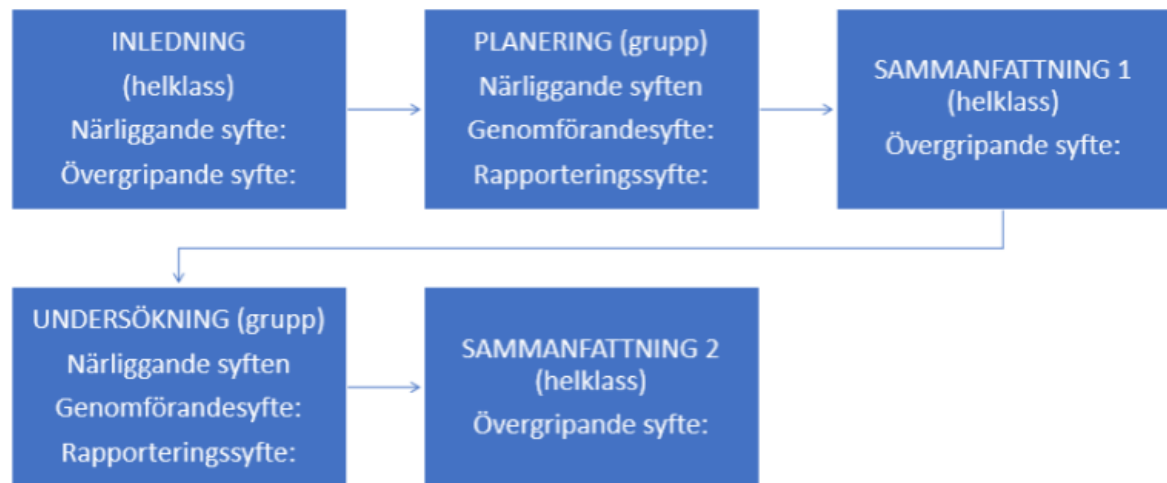 INLEDNING
(helklass)
Närliggande syfte:
Övergripande syfte:
PLANERING (grupp)
Närliggande syften
Genomförandesyfte:
Rapporteringssyfte:
SAMMANFATTNING 1
(helklass)
Övergripande syfte:
UNDERSÖKNING (grupp)
Närliggande syften
Genomförandesyfte:
Rapporteringssyfte:
SAMMANFATTNING 2
(helklass)
Övergripande syfte: